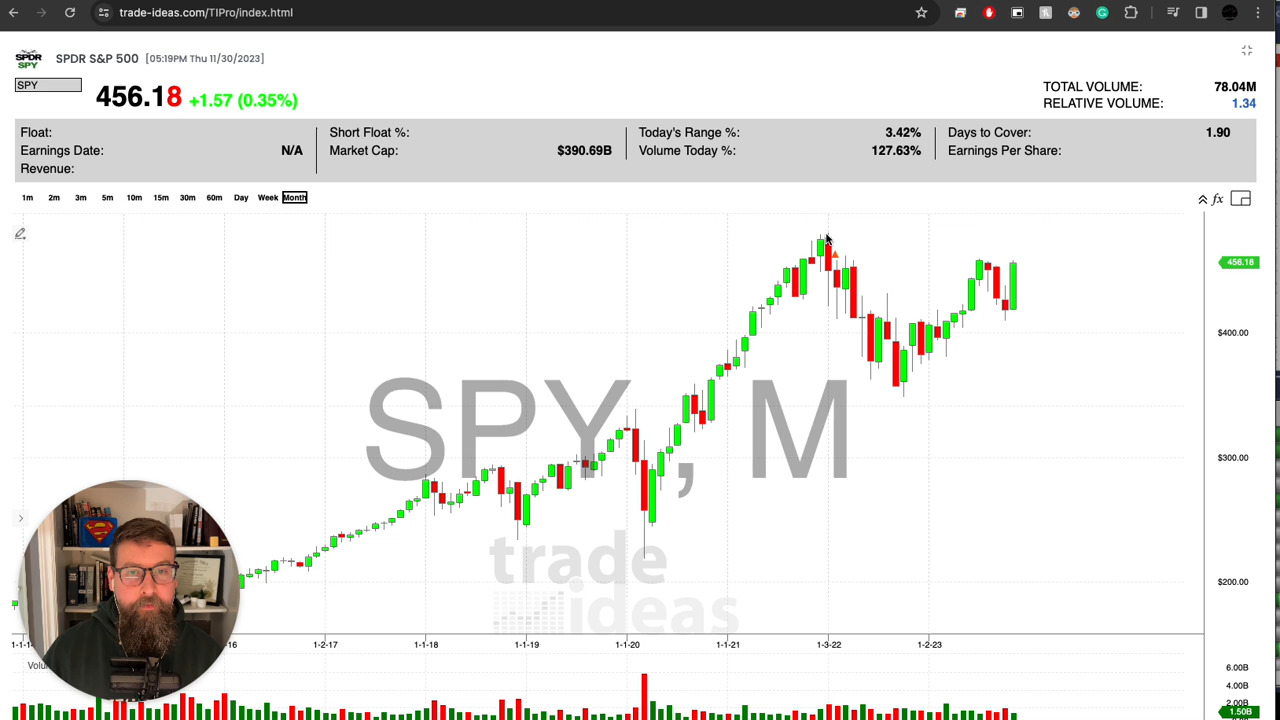 trade-ideas.com/TIPro/index.html
SPDR
SPY
SPDR S&P 500 [05:19PM Thu 11/30/2023]
SPY
456.18 +1.57 (0.35%)
TOTAL VOLUME: 78.04M
RELATIVE VOLUME: 1.34
Float: Short Float %: Today's Range %: 3.42% Days to Cover: 1.90
Earnings Date: N/A Market Cap: $390.69B Volume Today %: 127.63% Earnings Per Share:
Revenue:
1m 2m 3m 5m 10m 15m 30m 60m Day Week Month
fx
456.18
$400.00
SPY, M
$300.00
trade
ideas
$200.00
1-2-17 1-1-18 1-1-19 1-1-20 1-1-21 1-3-22 1-2-23
6.00B
4.00B
2.00B
1.50B